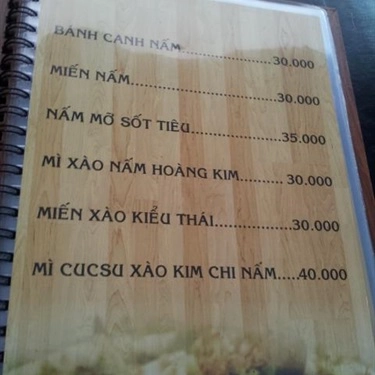 BÁNH CANH NẤM.......................30.000
MIẾN NẤM....................................30.000
NẤM MỠ SỐT TIÊU......................35.000
MÌ XÀO NẤM HOÀNG KIM.......... 30.000
MIẾN XÀO KIỂU THÁI...................30.000
MÌ CUCSU XÀO KIM CHI NẤM.....40.000